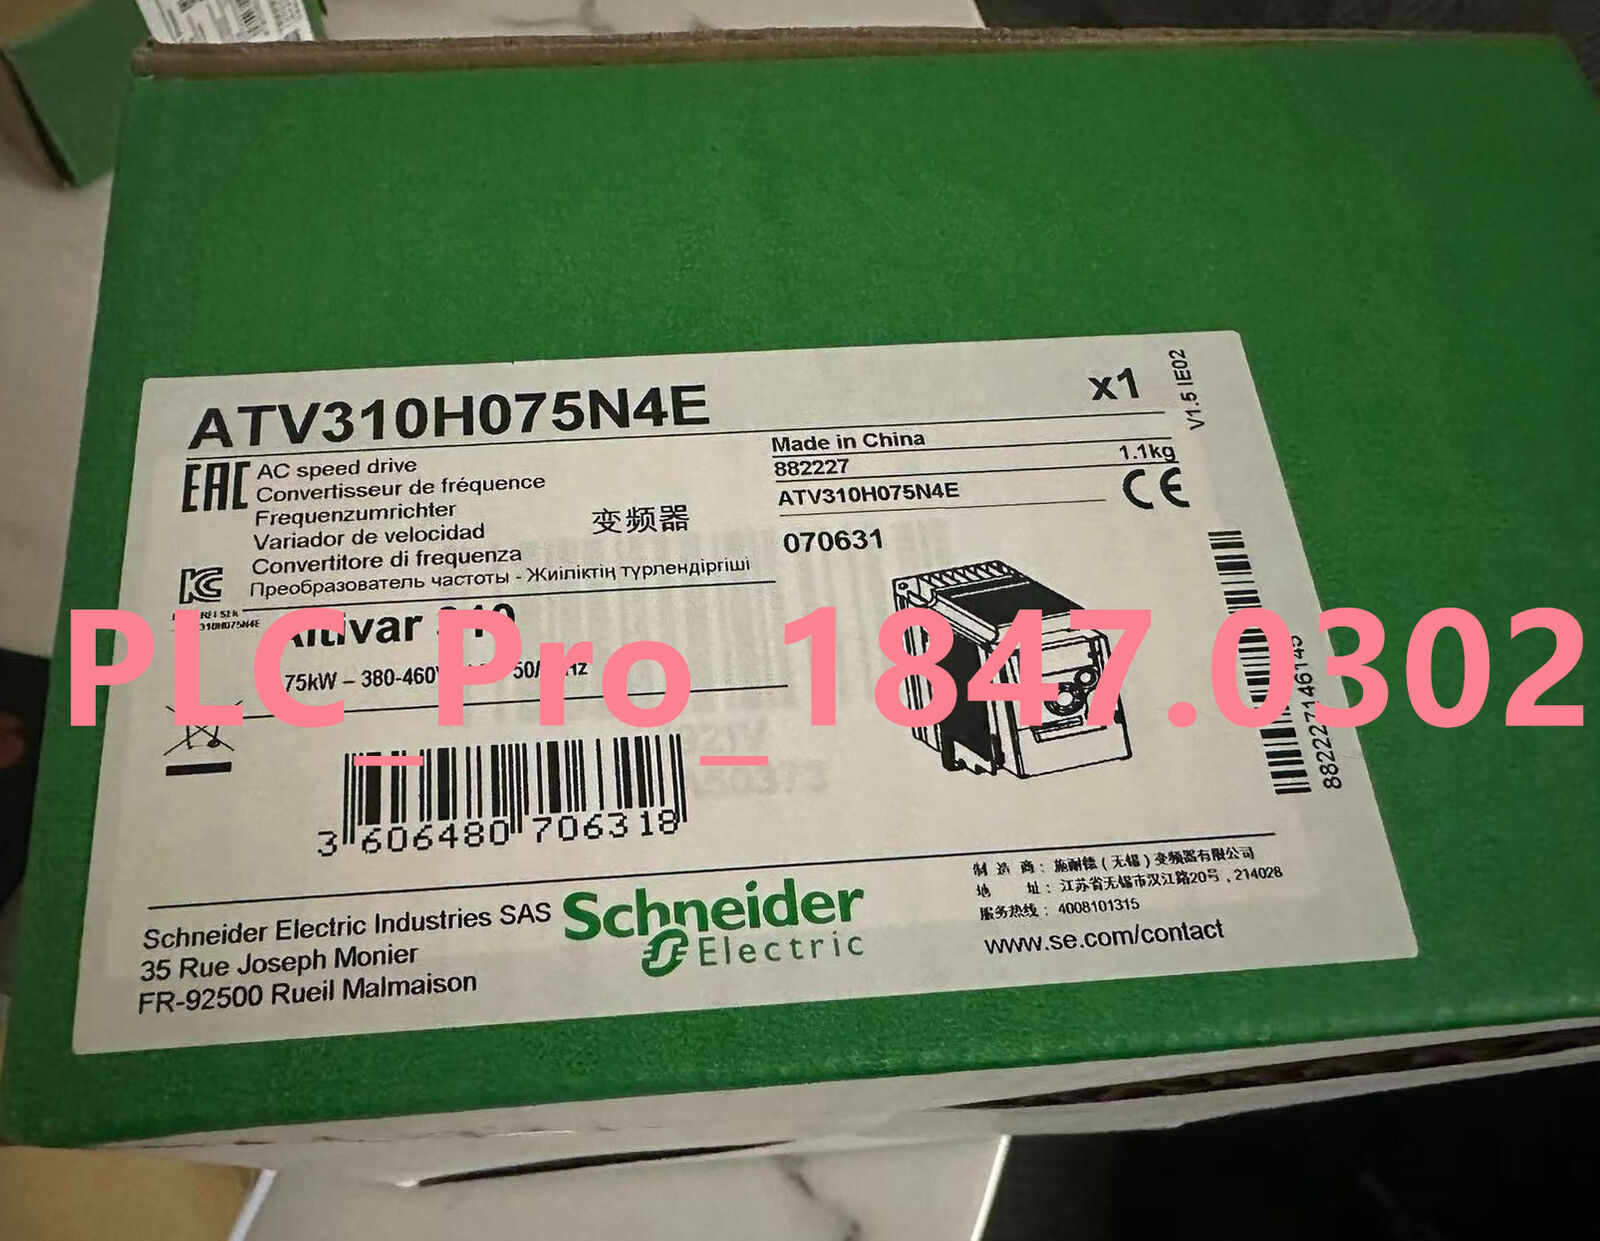 ATV310H075N4E
x1
V1.5 IE02
EAC
AC speed drive
Convertisseur de fréquence
Frequenzumrichter
Variador de velocidad
Convertitore di frequenza
Преобразователь частоты - Жиіліктің түрлендіргіші
变频器
Made in China
882227
1.1kg
ATV310H075N4E
CE
070631
Altivar 310
75kW – 380-460V
PLC_Pro_1847.0302
3 606480 706318
882227146145
Schneider Electric Industries SAS
35 Rue Joseph Monier
FR-92500 Rueil Malmaison
Schneider
Electric
制 造 商：施耐德（无锡）变频器有限公司
地 址：江苏省无锡市汉江路20号，214028
服务热线：4008101315
www.se.com/contact